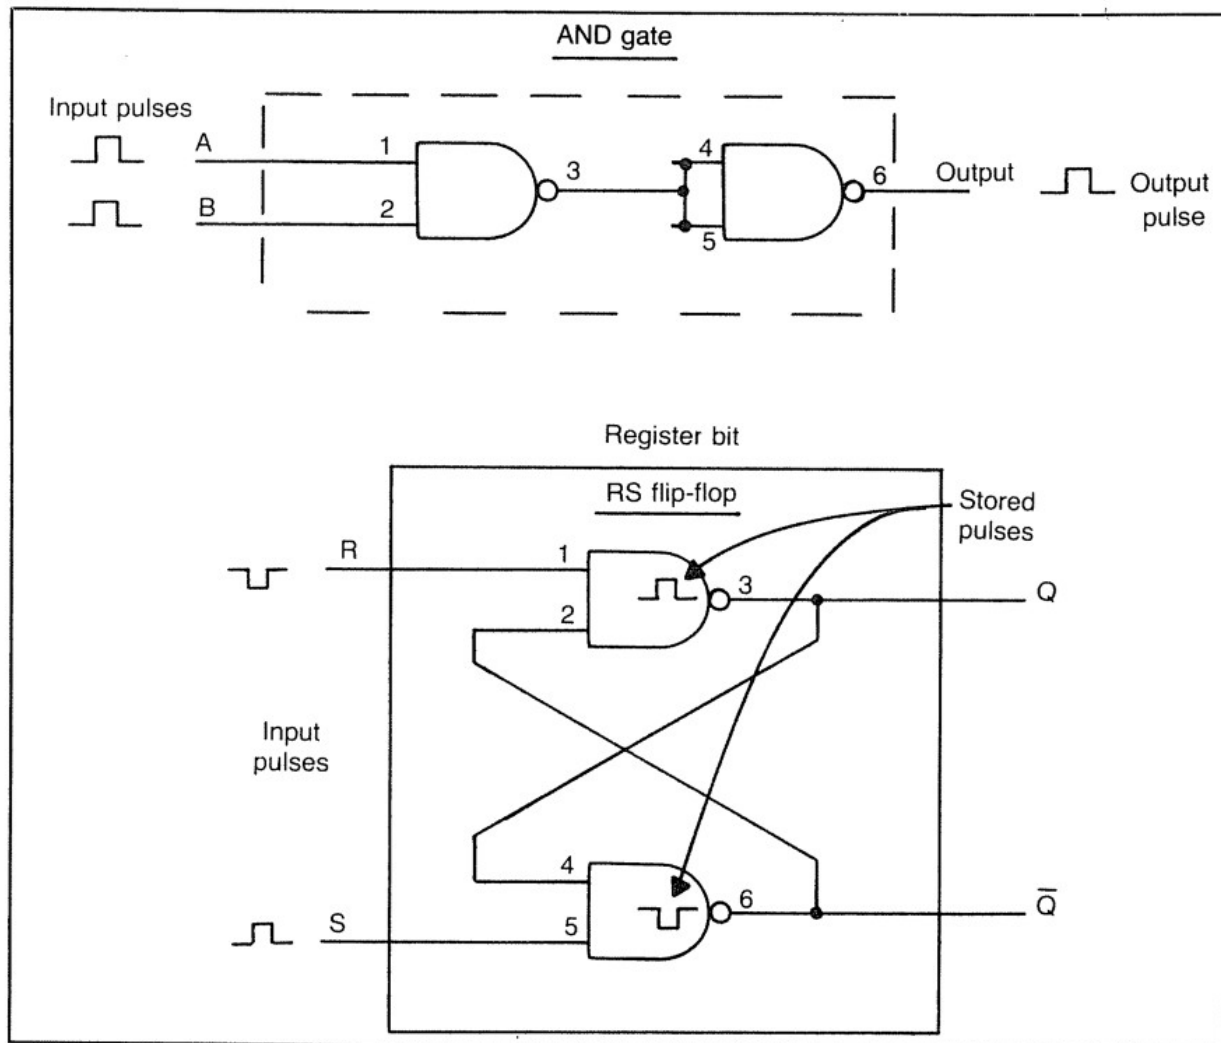 AND gate
Input pulses
A
1
B
2
3
4
5
6
Output
Output
pulse
Register bit
RS flip-flop
Stored
pulses
R
1
2
3
Q
Input
pulses
4
S
5
6
Q̅